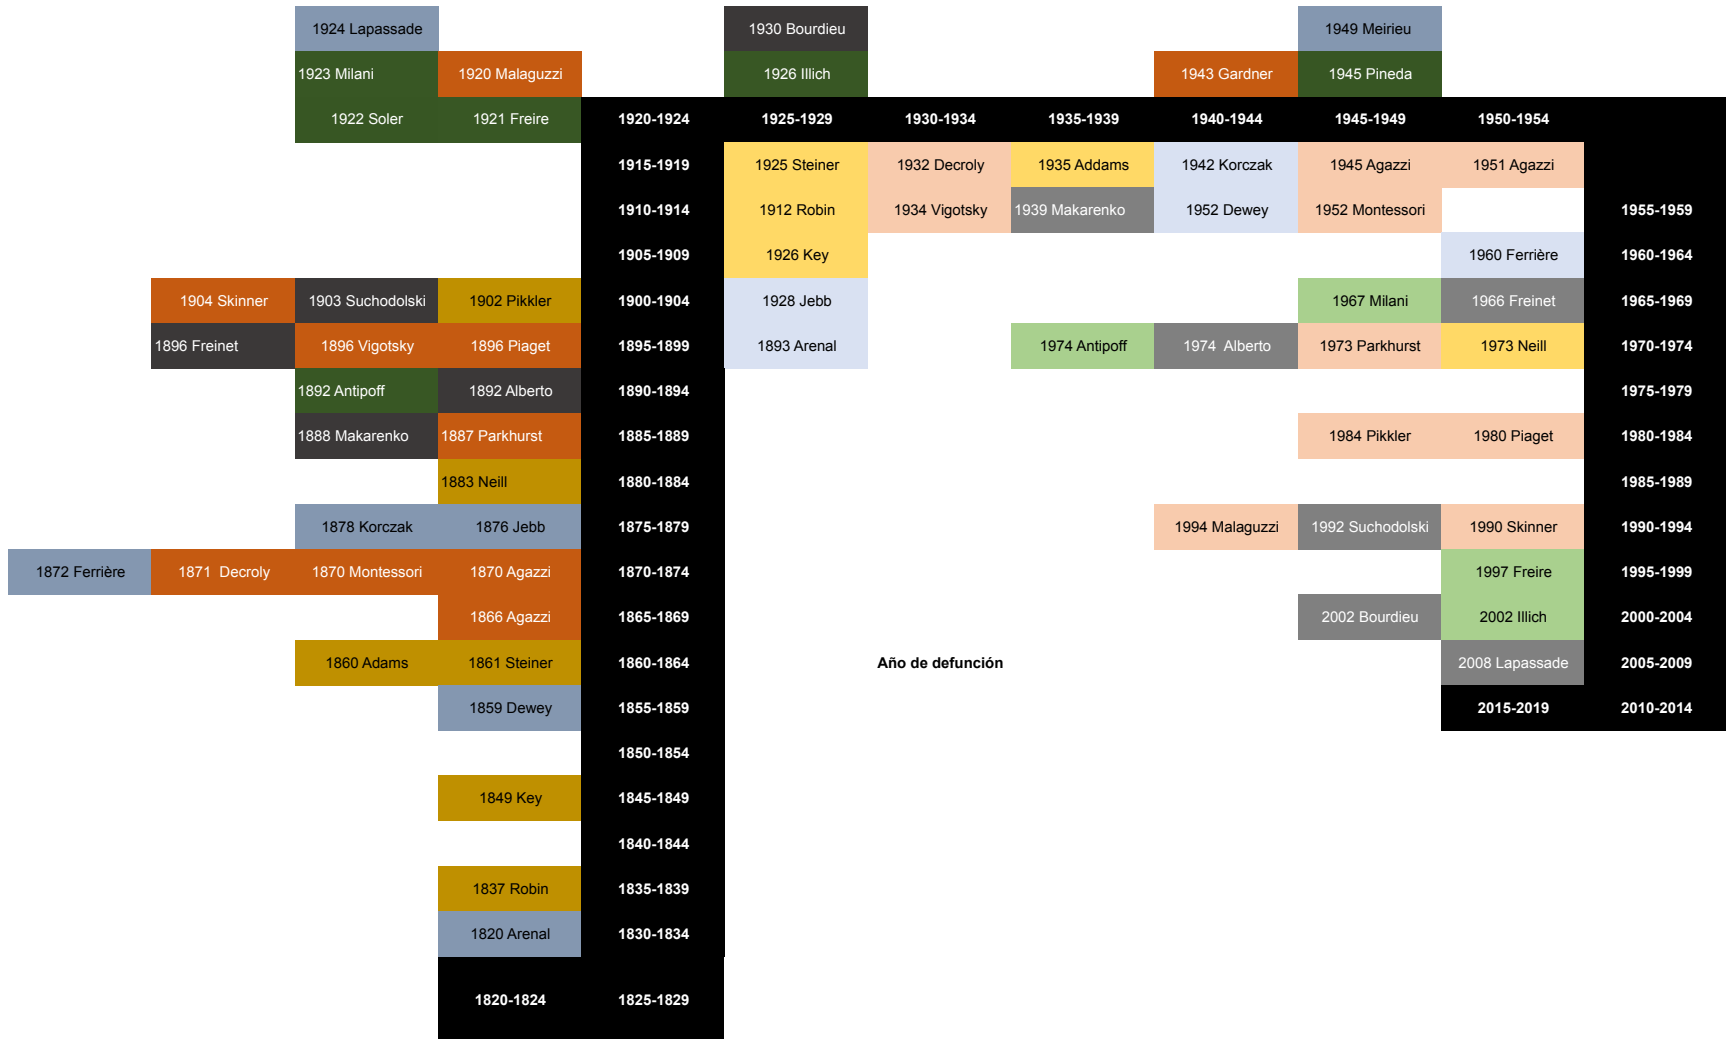 1924 Lapassade 1930 Bourdieu 1949 Meirieu
1923 Milani 1920 Malaguzzi 1926 Illich 1943 Gardner 1945 Pineda
1922 Soler 1921 Freire 1920-1924 1925-1929 1930-1934 1935-1939 1940-1944 1945-1949 1950-1954
1915-1919 1925 Steiner 1932 Decroly 1935 Addams 1942 Korczak 1945 Agazzi 1951 Agazzi
1910-1914 1912 Robin 1934 Vigotsky 1939 Makarenko 1952 Dewey 1952 Montessori 1955-1959
1905-1909 1926 Key 1960 Ferrière 1960-1964
1904 Skinner 1903 Suchodolski 1902 Pikkler 1900-1904 1928 Jebb 1967 Milani 1966 Freinet 1965-1969
1896 Freinet 1896 Vigotsky 1896 Piaget 1895-1899 1893 Arenal 1974 Antipoff 1974 Alberto 1973 Parkhurst 1973 Neill 1970-1974
1892 Antipoff 1892 Alberto 1890-1894 1975-1979
1888 Makarenko 1887 Parkhurst 1885-1889 1984 Pikkler 1980 Piaget 1980-1984
1883 Neill 1880-1884 1985-1989
1878 Korczak 1876 Jebb 1875-1879 1994 Malaguzzi 1992 Suchodolski 1990 Skinner 1990-1994
1872 Ferrière 1871 Decroly 1870 Montessori 1870 Agazzi 1870-1874 1997 Freire 1995-1999
1866 Agazzi 1865-1869 2002 Bourdieu 2002 Illich 2000-2004
1860 Adams 1861 Steiner 1860-1864 Año de defunción 2008 Lapassade 2005-2009
1859 Dewey 1855-1859 2015-2019 2010-2014
1850-1854
1849 Key 1845-1849
1840-1844
1837 Robin 1835-1839
1820 Arenal 1830-1834
1820-1824 1825-1829